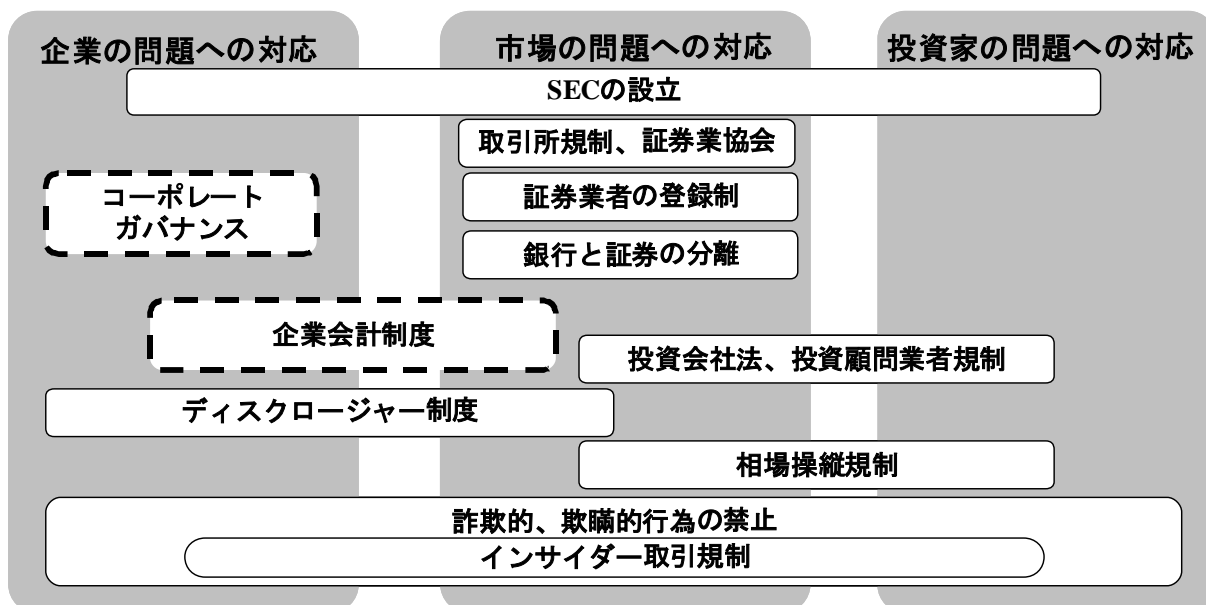 企業の問題への対応
市場の問題への対応
投資家の問題への対応
SECの設立
取引所規制、証券業協会
証券業者の登録制
コーポレート
ガバナンス
銀行と証券の分離
企業会計制度
投資会社法、投資顧問業者規制
ディスクロージャー制度
相場操縦規制
詐欺的、欺瞞的行為の禁止
インサイダー取引規制